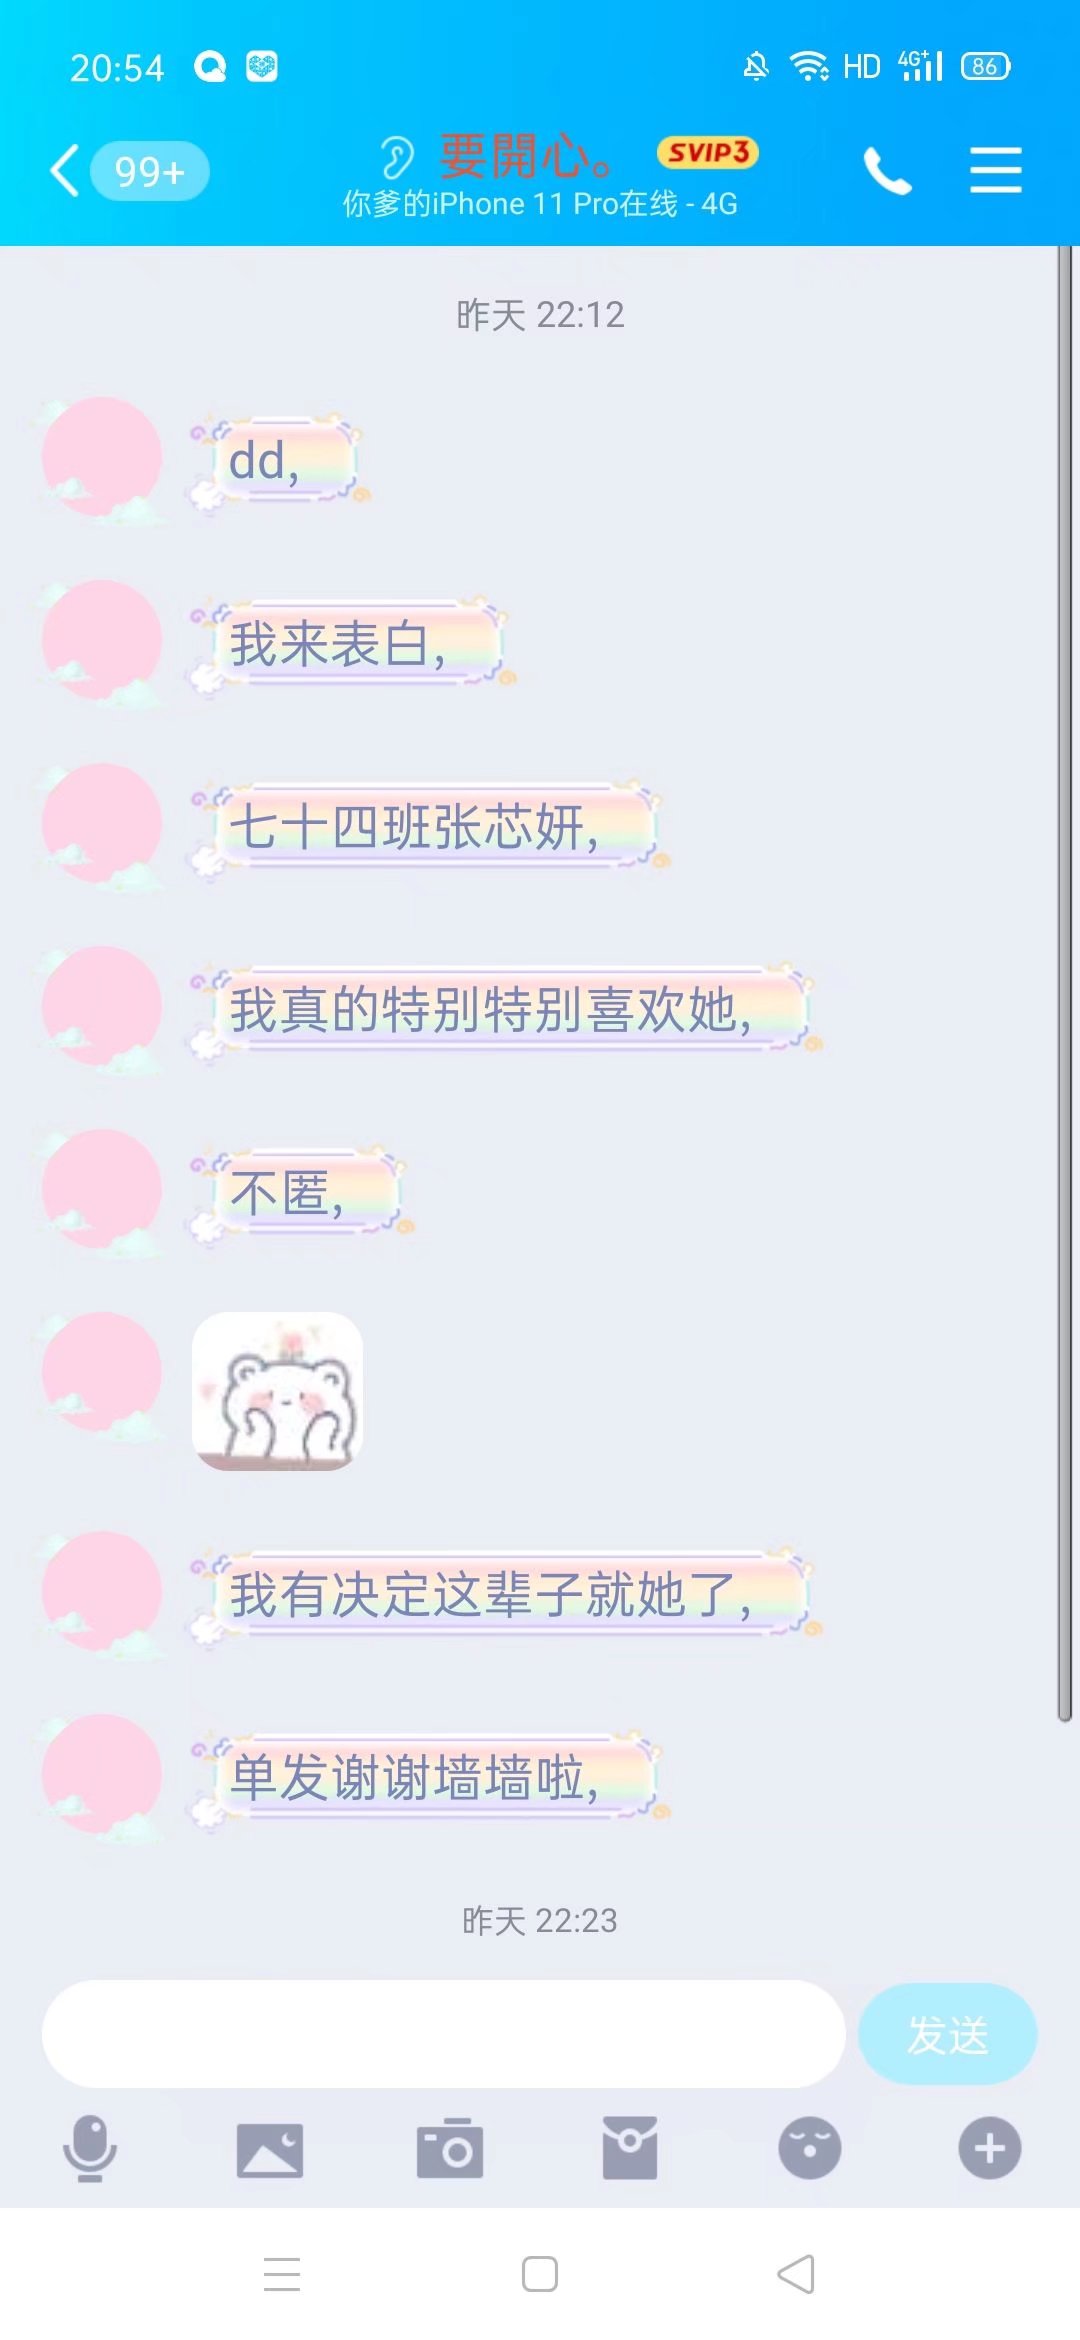 20:54 HD 4G+ 86
99+ 要開心。 SVIP3
你爹的iPhone 11 Pro在线 - 4G
昨天 22:12
dd,
我来表白,
七十四班张芯妍,
我真的特别特别喜欢她,
不匿,
我有决定这辈子就她了,
单发谢谢墙墙啦,
昨天 22:23
发送